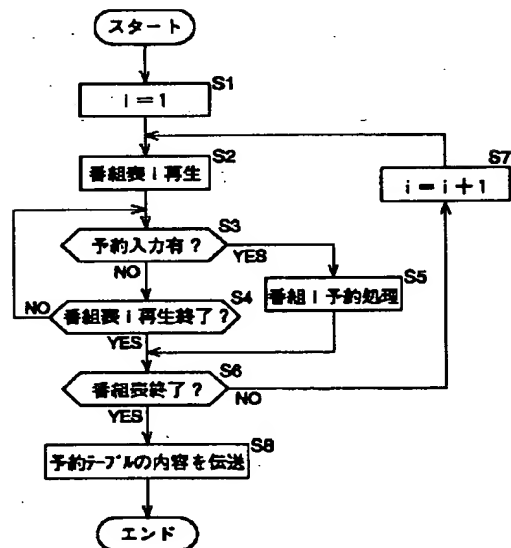 スタート
S1
i=1
S7
S2
番組表i再生
i=i+1
S3
予約入力有?
YES
NO
S4
S5
NO
番組表i再生終了?
番組i予約処理
YES
S6
番組表終了?
NO
YES
S8
予約テーブルの内容を伝送
エンド